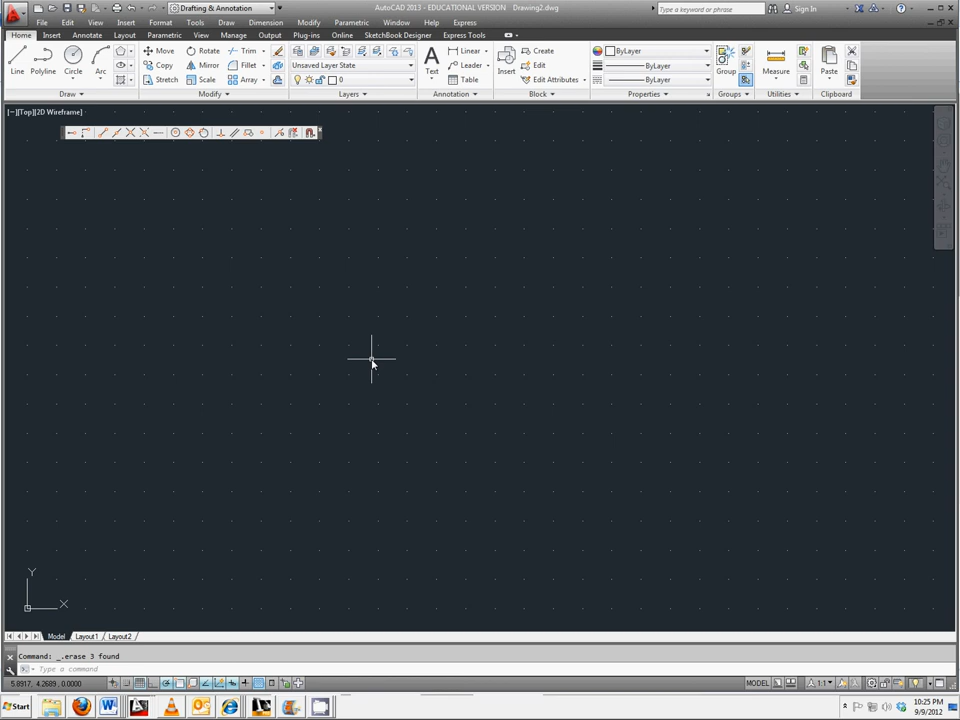 Drafting & Annotation
AutoCAD 2013 - EDUCATIONAL VERSION Drawing2.dwg
Type a keyword or phrase
Sign In
File Edit View Insert Format Tools Draw Dimension Modify Parametric Window Help Express
Home Insert Annotate Layout Parametric View Manage Output Plug-ins Online SketchBook Designer Express Tools
Line Polyline Circle Arc
Move Rotate Trim
Copy Mirror Fillet
Stretch Scale Array
Unsaved Layer State
0
Text
Linear
Leader
Table
Insert
Create
Edit
Edit Attributes
ByLayer
ByLayer
ByLayer
Group
Measure
Paste
Draw Modify Layers Annotation Block Properties Groups Utilities Clipboard
[−][Top][2D Wireframe]
Y
X
Model Layout1 Layout2
Command: _.erase 3 found
Type a command
5.8917, 4.2689, 0.0000
MODEL
1:1
Start
10:25 PM
9/9/2012